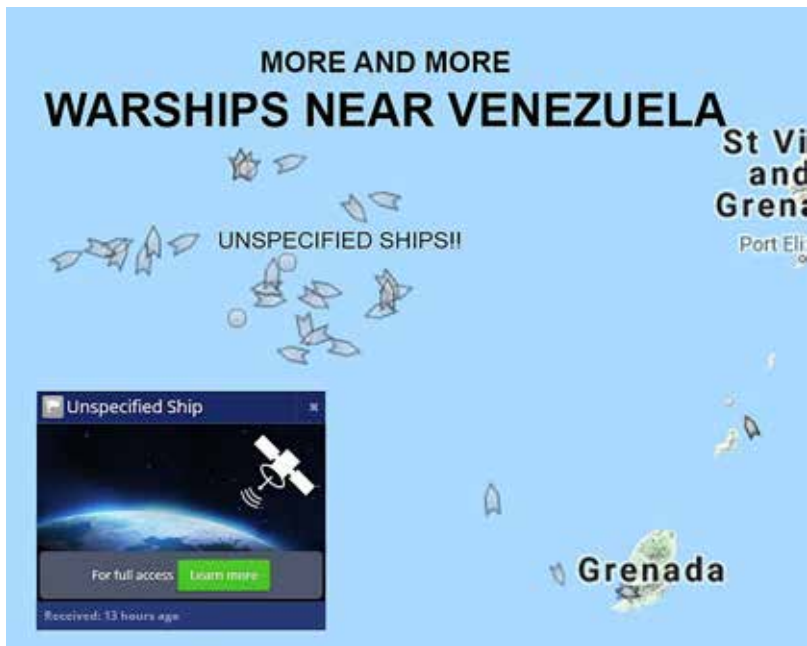 MORE AND MORE
WARSHIPS NEAR VENEZUELA
St Vi
and
Grena
UNSPECIFIED SHIPS!!
Port Eli
Unspecified Ship
For full access Learn more
Received: 13 hours ago
Grenada